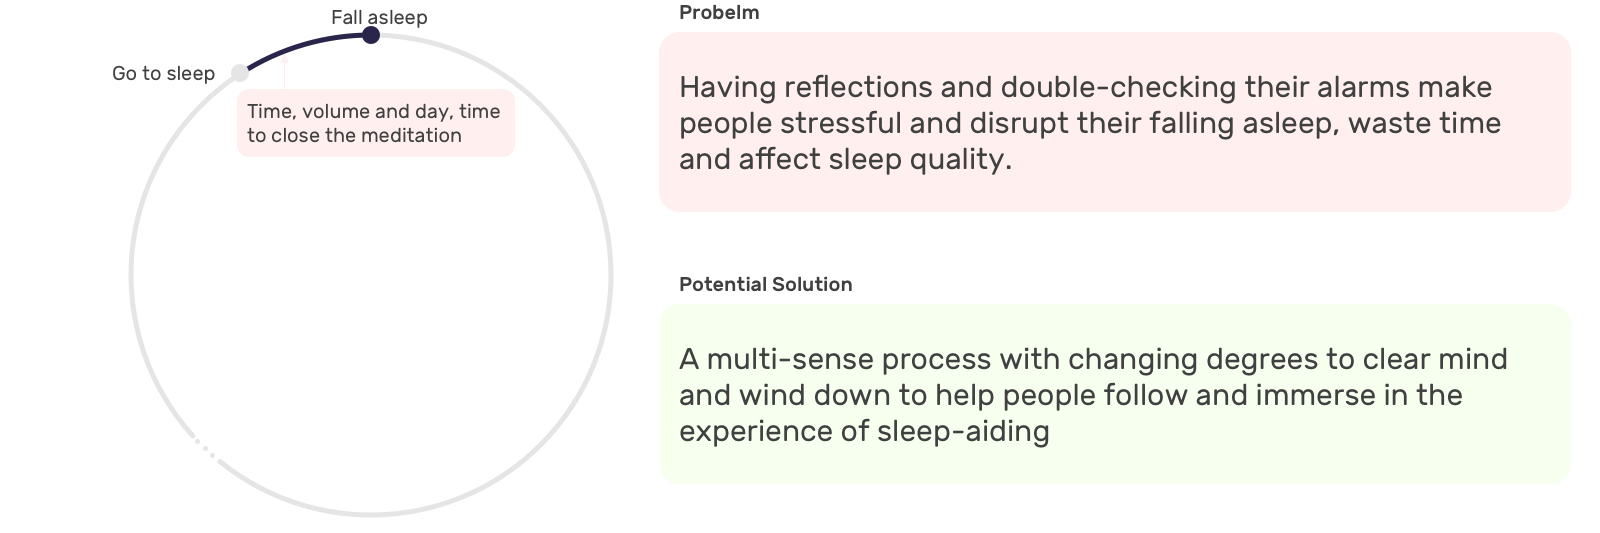 Fall asleep
Go to sleep
Time, volume and day, time
to close the meditation
Probelm
Having reflections and double-checking their alarms make
people stressful and disrupt their falling asleep, waste time
and affect sleep quality.
Potential Solution
A multi-sense process with changing degrees to clear mind
and wind down to help people follow and immerse in the
experience of sleep-aiding